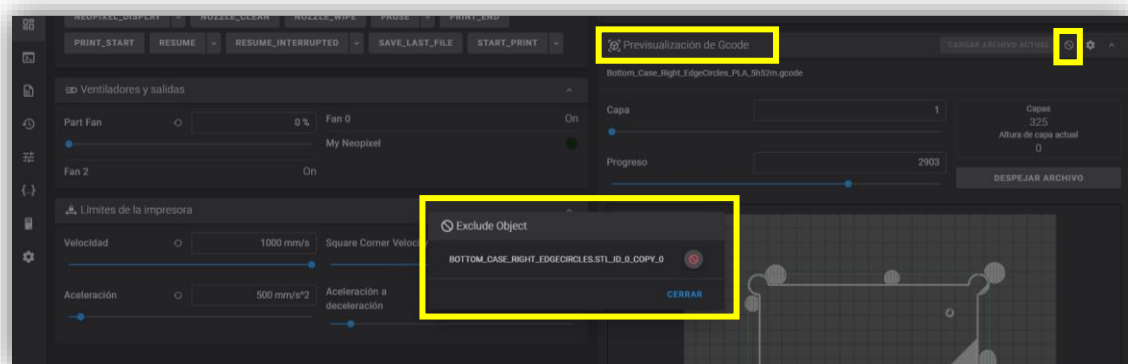 NEOPIXEL_DISPLAY NOZZLE_CLEAN NOZZLE_WIPE PAUSE PRINT_END
PRINT_START RESUME RESUME_INTERRUPTED SAVE_LAST_FILE START_PRINT
Ventiladores y salidas
Part Fan 0 % Fan 0 On
My Neopixel
Fan 2 On
Límites de la impresora
Velocidad 1000 mm/s Square Corner Velocity
Aceleración 500 mm/s^2 Aceleración a
deceleración
Previsualización de Gcode CARGAR ARCHIVO ACTUAL
Bottom_Case_Right_EdgeCircles_PLA_5h52m.gcode
Capa 1
Capas
325
Altura de capa actual
0
Progreso 2903
DESPEJAR ARCHIVO
Exclude Object
BOTTOM_CASE_RIGHT_EDGECIRCLES.STL_ID_0_COPY_0
CERRAR